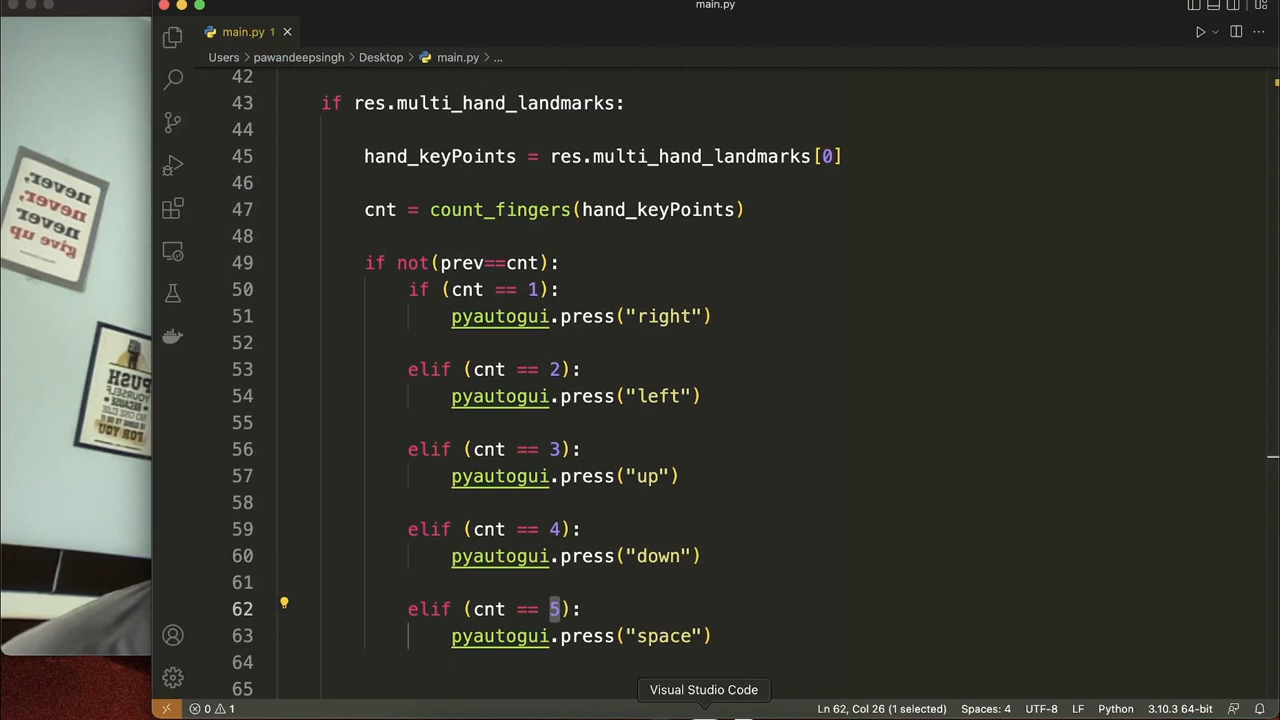 main.py
main.py 1
Users > pawandeepsingh > Desktop > main.py > ...
42
43 if res.multi_hand_landmarks:
44
45 hand_keyPoints = res.multi_hand_landmarks[0]
46
47 cnt = count_fingers(hand_keyPoints)
48
49 if not(prev==cnt):
50 if (cnt == 1):
51 pyautogui.press("right")
52
53 elif (cnt == 2):
54 pyautogui.press("left")
55
56 elif (cnt == 3):
57 pyautogui.press("up")
58
59 elif (cnt == 4):
60 pyautogui.press("down")
61
62 elif (cnt == 5):
63 pyautogui.press("space")
64
65
Visual Studio Code
0 1 Ln 62, Col 26 (1 selected) Spaces: 4 UTF-8 LF Python 3.10.3 64-bit
never,
never,
never
give up
PUSH
YOURSELF
BECAUSE
FOR YOU